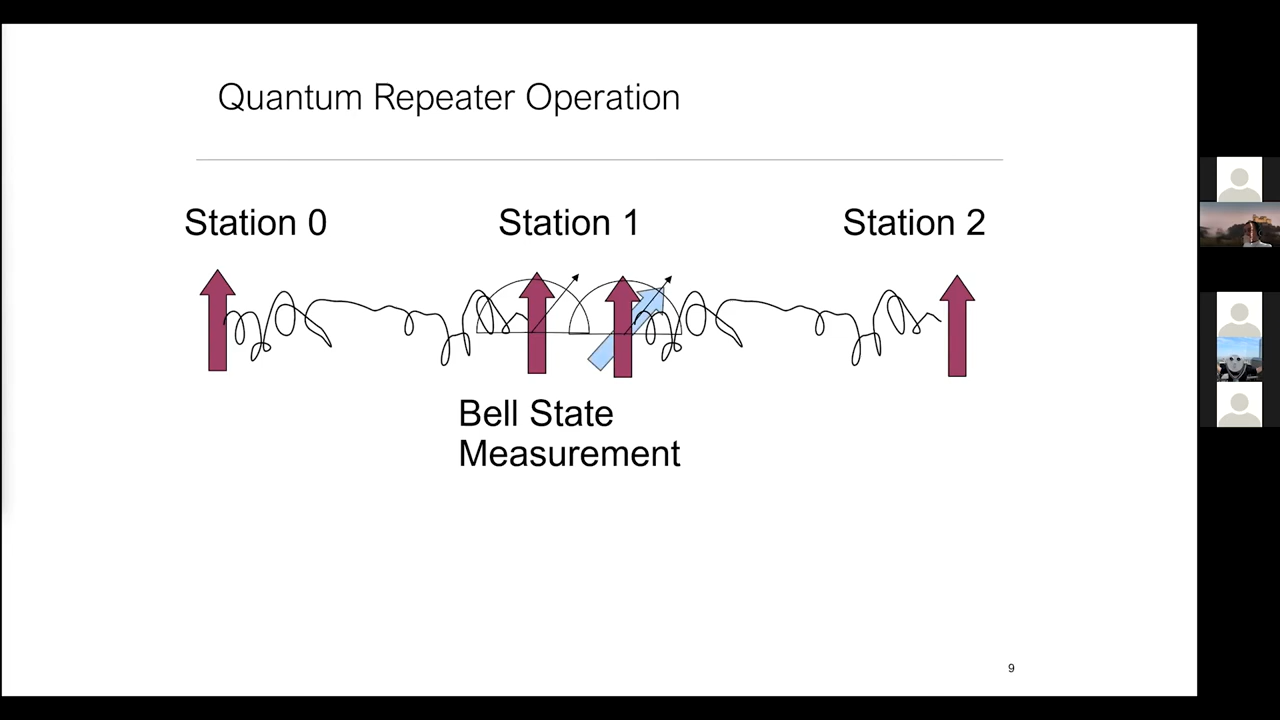 Quantum Repeater Operation
Station 0
Station 1
Station 2
Bell State
Measurement
9